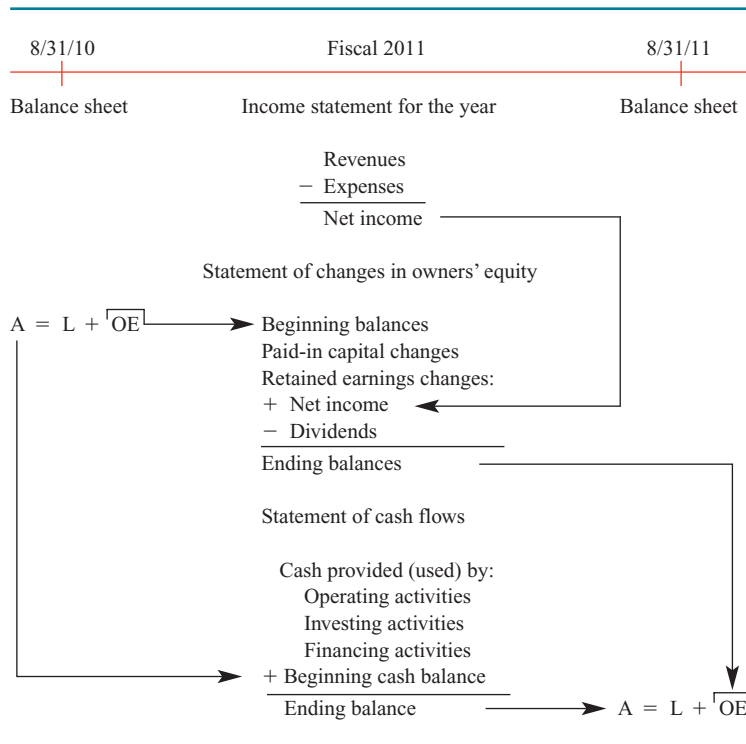 8/31/10 Fiscal 2011 8/31/11
Balance sheet Income statement for the year Balance sheet
Revenues
− Expenses
Net income
Statement of changes in owners' equity
A = L + OE Beginning balances
Paid-in capital changes
Retained earnings changes:
+ Net income
− Dividends
Ending balances
Statement of cash flows
Cash provided (used) by:
Operating activities
Investing activities
Financing activities
+ Beginning cash balance
Ending balance A = L + OE